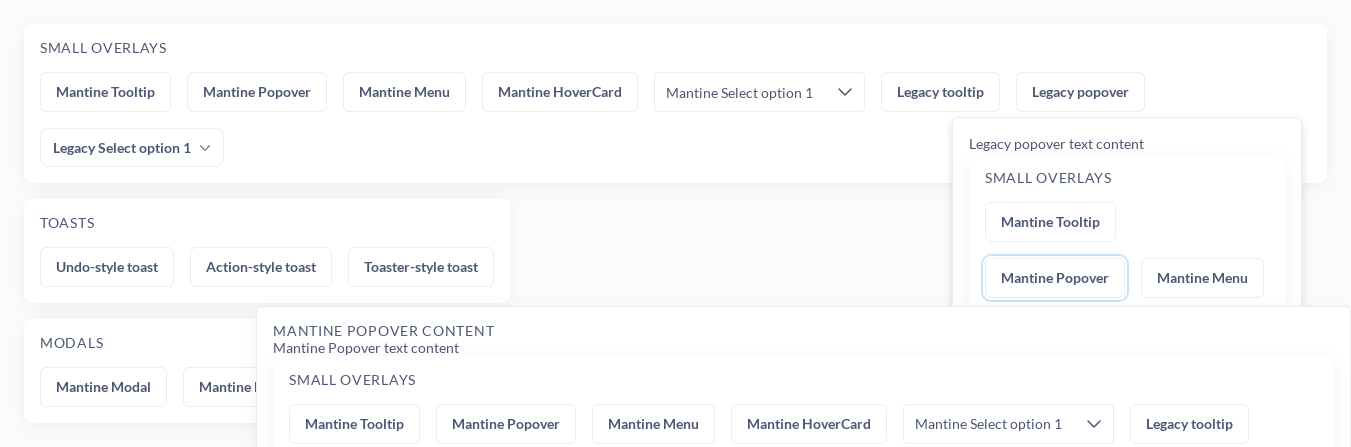 SMALL OVERLAYS
Mantine Tooltip Mantine Popover Mantine Menu Mantine HoverCard Mantine Select option 1 Legacy tooltip Legacy popover
Legacy Select option 1
Legacy popover text content
SMALL OVERLAYS
Mantine Tooltip
Mantine Popover Mantine Menu
TOASTS
Undo-style toast Action-style toast Toaster-style toast
MODALS
Mantine Modal Mantine
MANTINE POPOVER CONTENT
Mantine Popover text content
SMALL OVERLAYS
Mantine Tooltip Mantine Popover Mantine Menu Mantine HoverCard Mantine Select option 1 Legacy tooltip